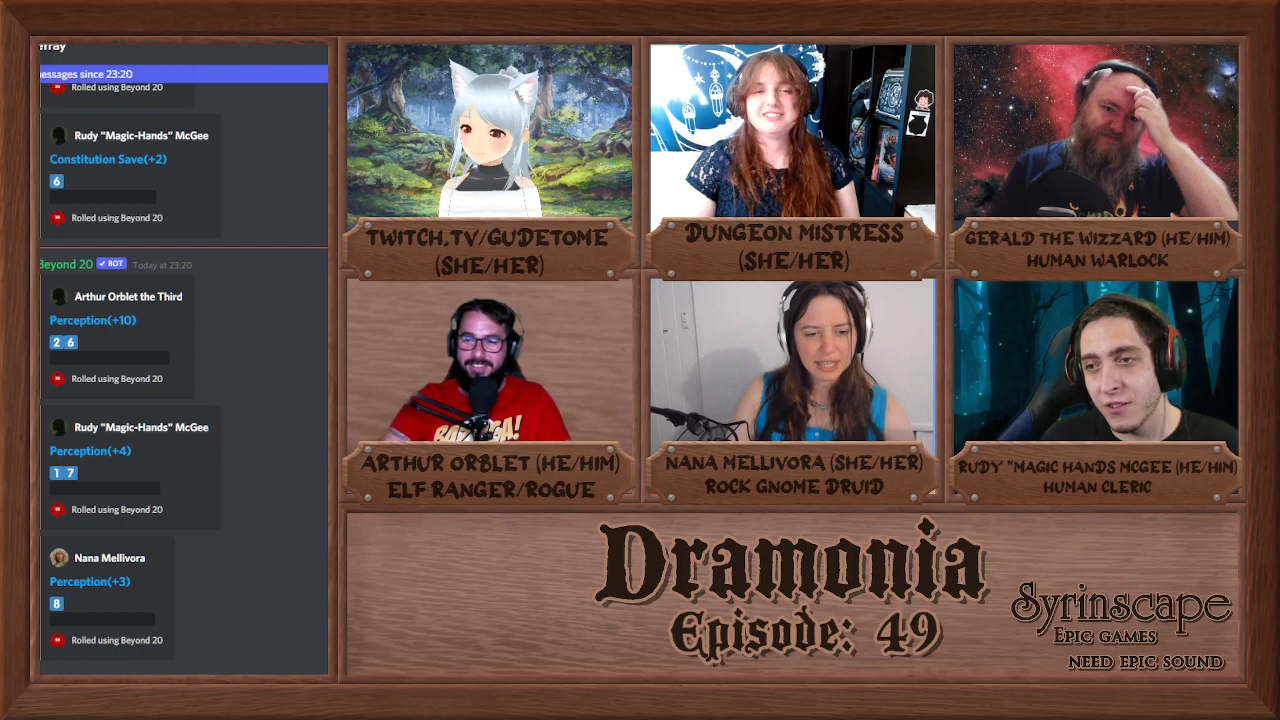 essages since 23:20
Rolled using Beyond 20
Rudy "Magic-Hands" McGee
Constitution Save(+2)
6
Rolled using Beyond 20
Beyond 20 ✓ BOT Today at 23:20
Arthur Orblet the Third
Perception(+10)
26
Rolled using Beyond 20
Rudy "Magic-Hands" McGee
Perception(+4)
17
Rolled using Beyond 20
Nana Mellivora
Perception(+3)
8
Rolled using Beyond 20
TWITCH.TV/GUDETOME
(SHE/HER)
DUNGEON MISTRESS
(SHE/HER)
GERALD THE WIZZARD (HE/HIM)
HUMAN WARLOCK
ARTHUR ORBLET (HE/HIM)
ELF RANGER/ROGUE
NANA MELLIVORA (SHE/HER)
ROCK GNOME DRUID
RUDY "MAGIC HANDS MCGEE (HE/HIM)
HUMAN CLERIC
Dramonia
Episode: 49
Syrinscape
EPIC GAMES
NEED EPIC SOUND